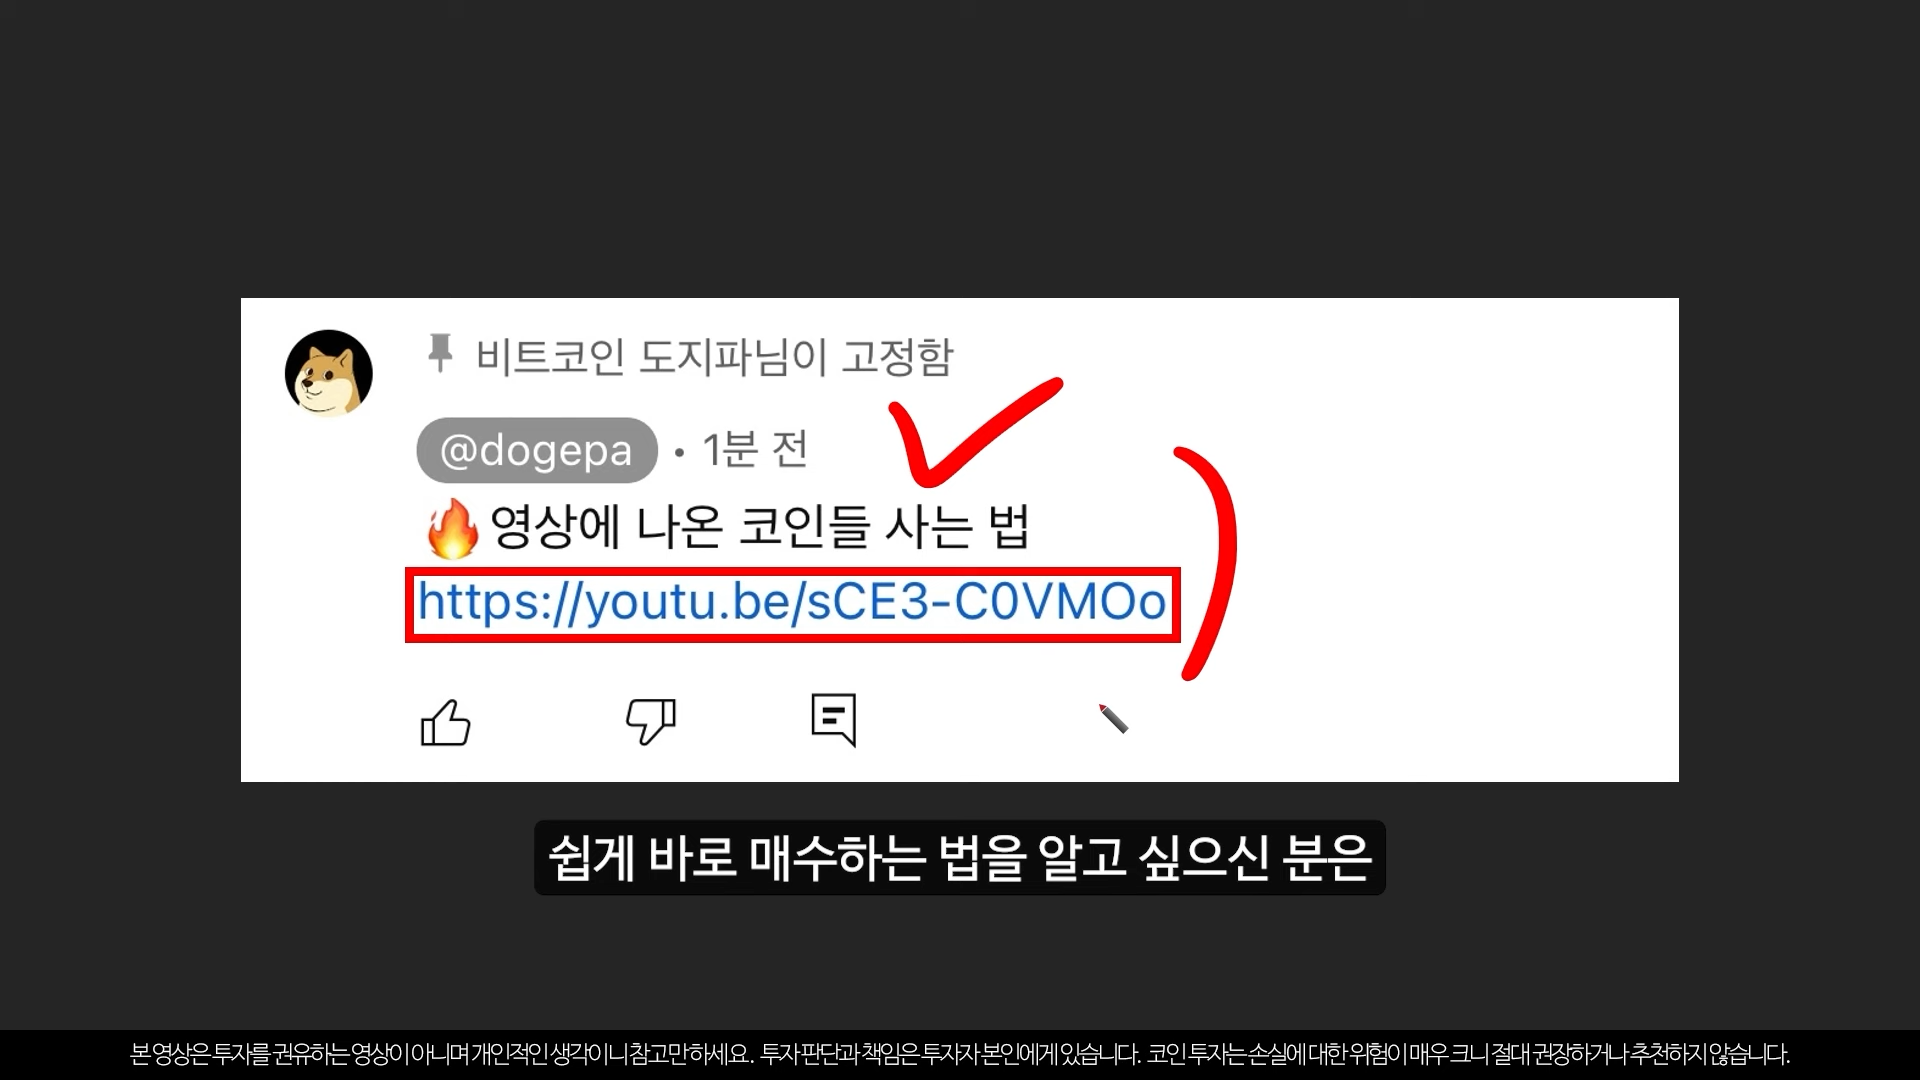 비트코인 도지파님이 고정함
@dogepa • 1분 전
🔥영상에 나온 코인들 사는 법
https://youtu.be/sCE3-C0VMOo
쉽게 바로 매수하는 법을 알고 싶으신 분은
본 영상은 투자를 권유하는 영상이 아니며 개인적인 생각이니 참고만 하세요. 투자 판단과 책임은 투자자 본인에게 있습니다. 코인 투자는 손실에 대한 위험이 매우 크니 절대 권장하거나 추천하지 않습니다.